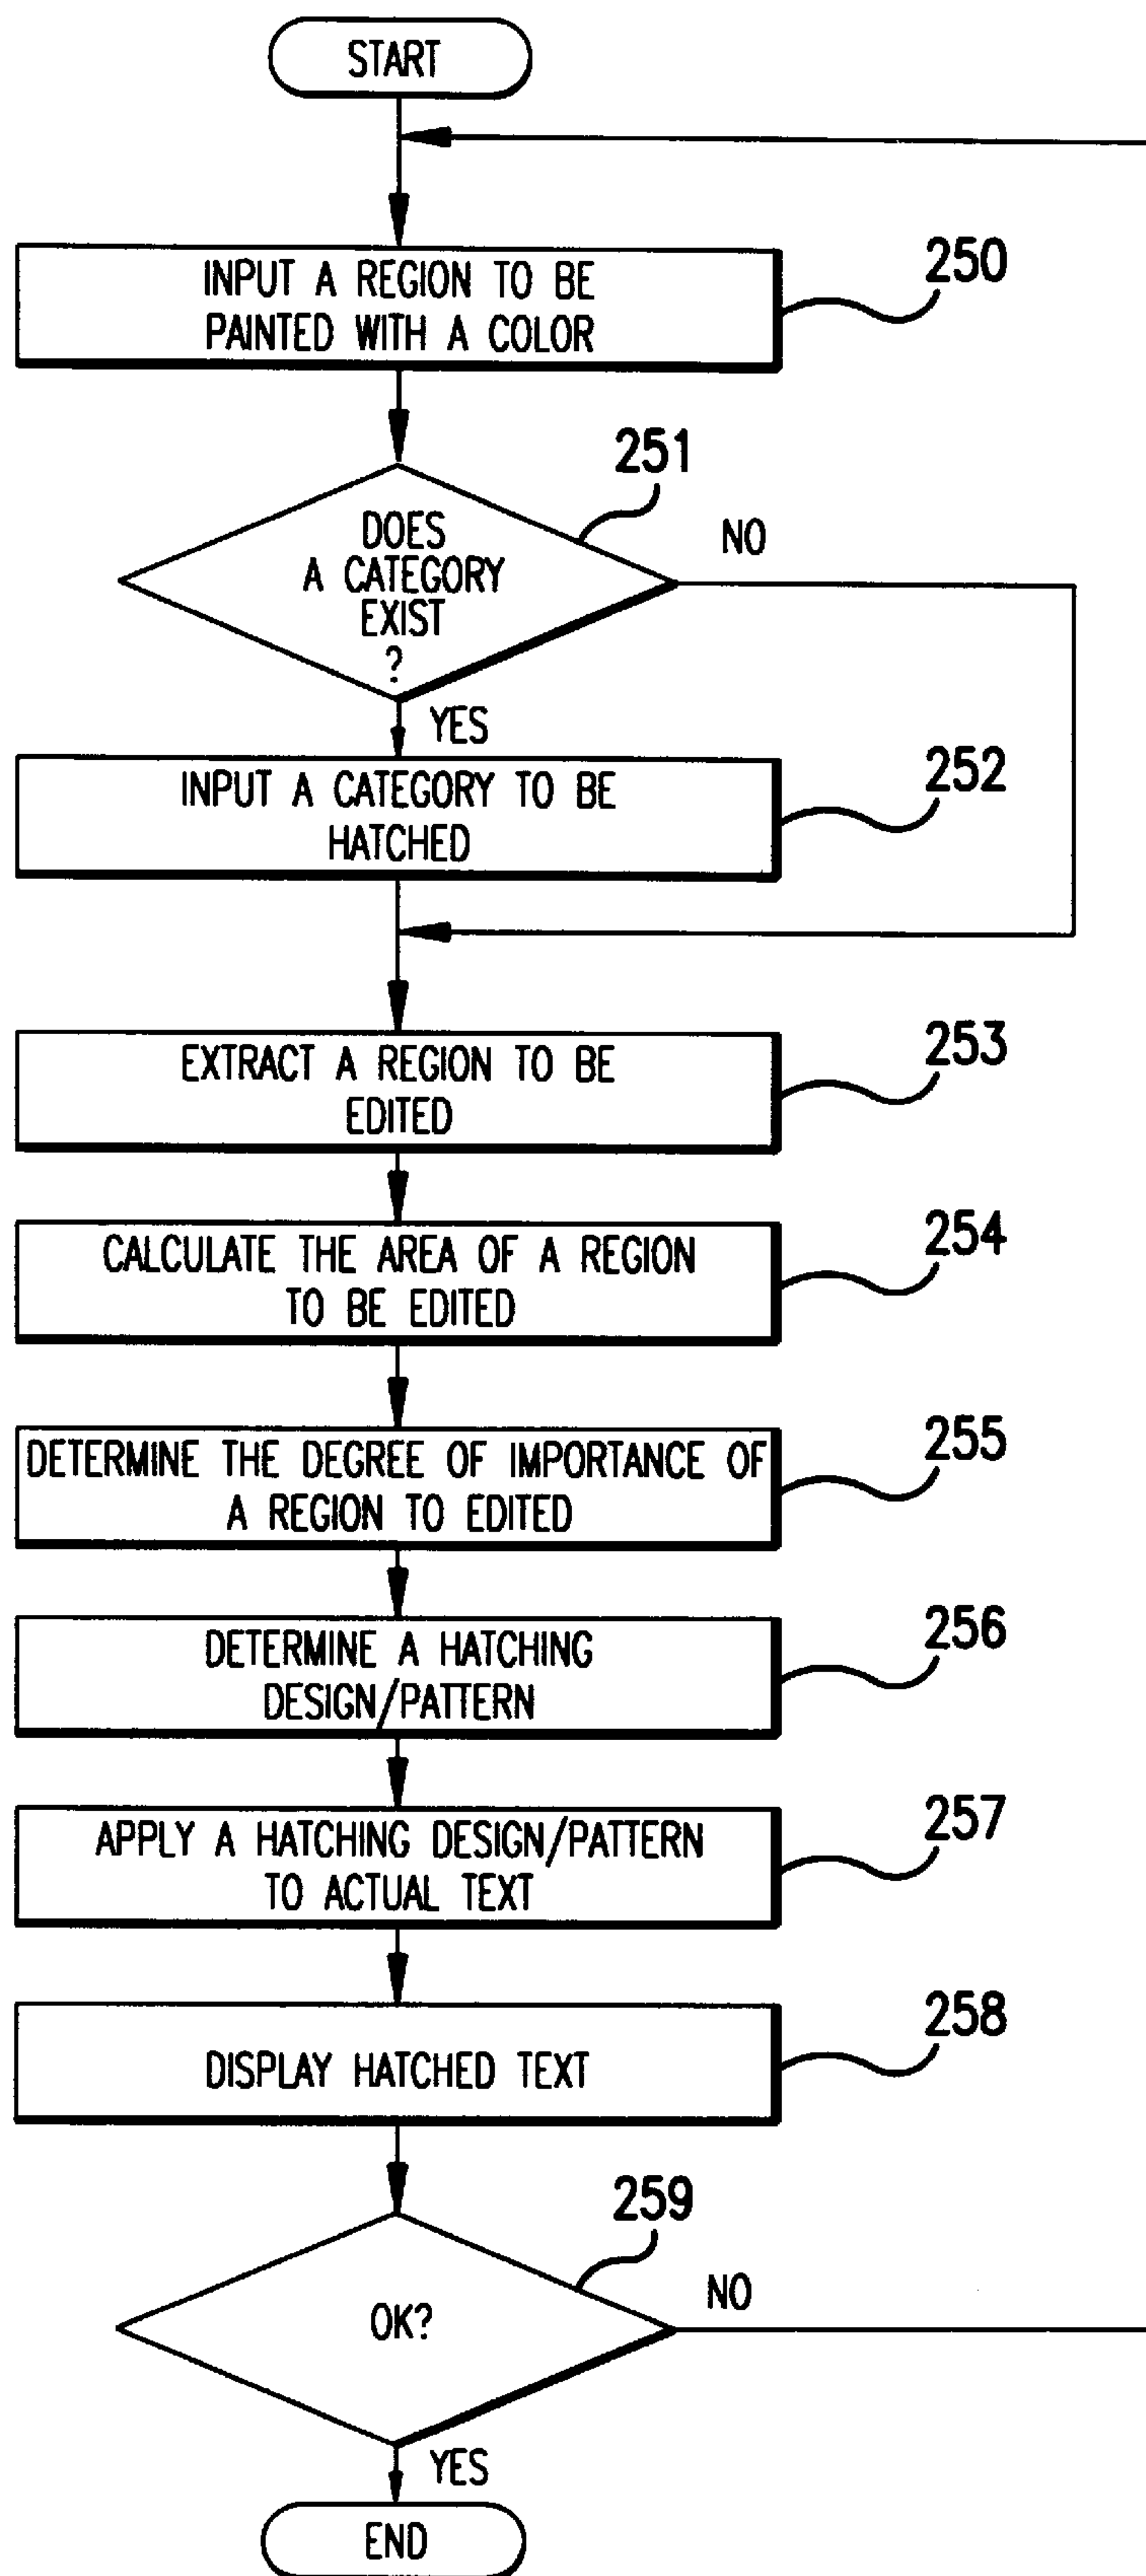 START
INPUT A REGION TO BE
PAINTED WITH A COLOR
250
251
DOES
A CATEGORY
EXIST
?
NO
YES
INPUT A CATEGORY TO BE
HATCHED
252
EXTRACT A REGION TO BE
EDITED
253
CALCULATE THE AREA OF A REGION
TO BE EDITED
254
DETERMINE THE DEGREE OF IMPORTANCE OF
A REGION TO EDITED
255
DETERMINE A HATCHING
DESIGN/PATTERN
256
APPLY A HATCHING DESIGN/PATTERN
TO ACTUAL TEXT
257
DISPLAY HATCHED TEXT
258
259
OK?
NO
YES
END